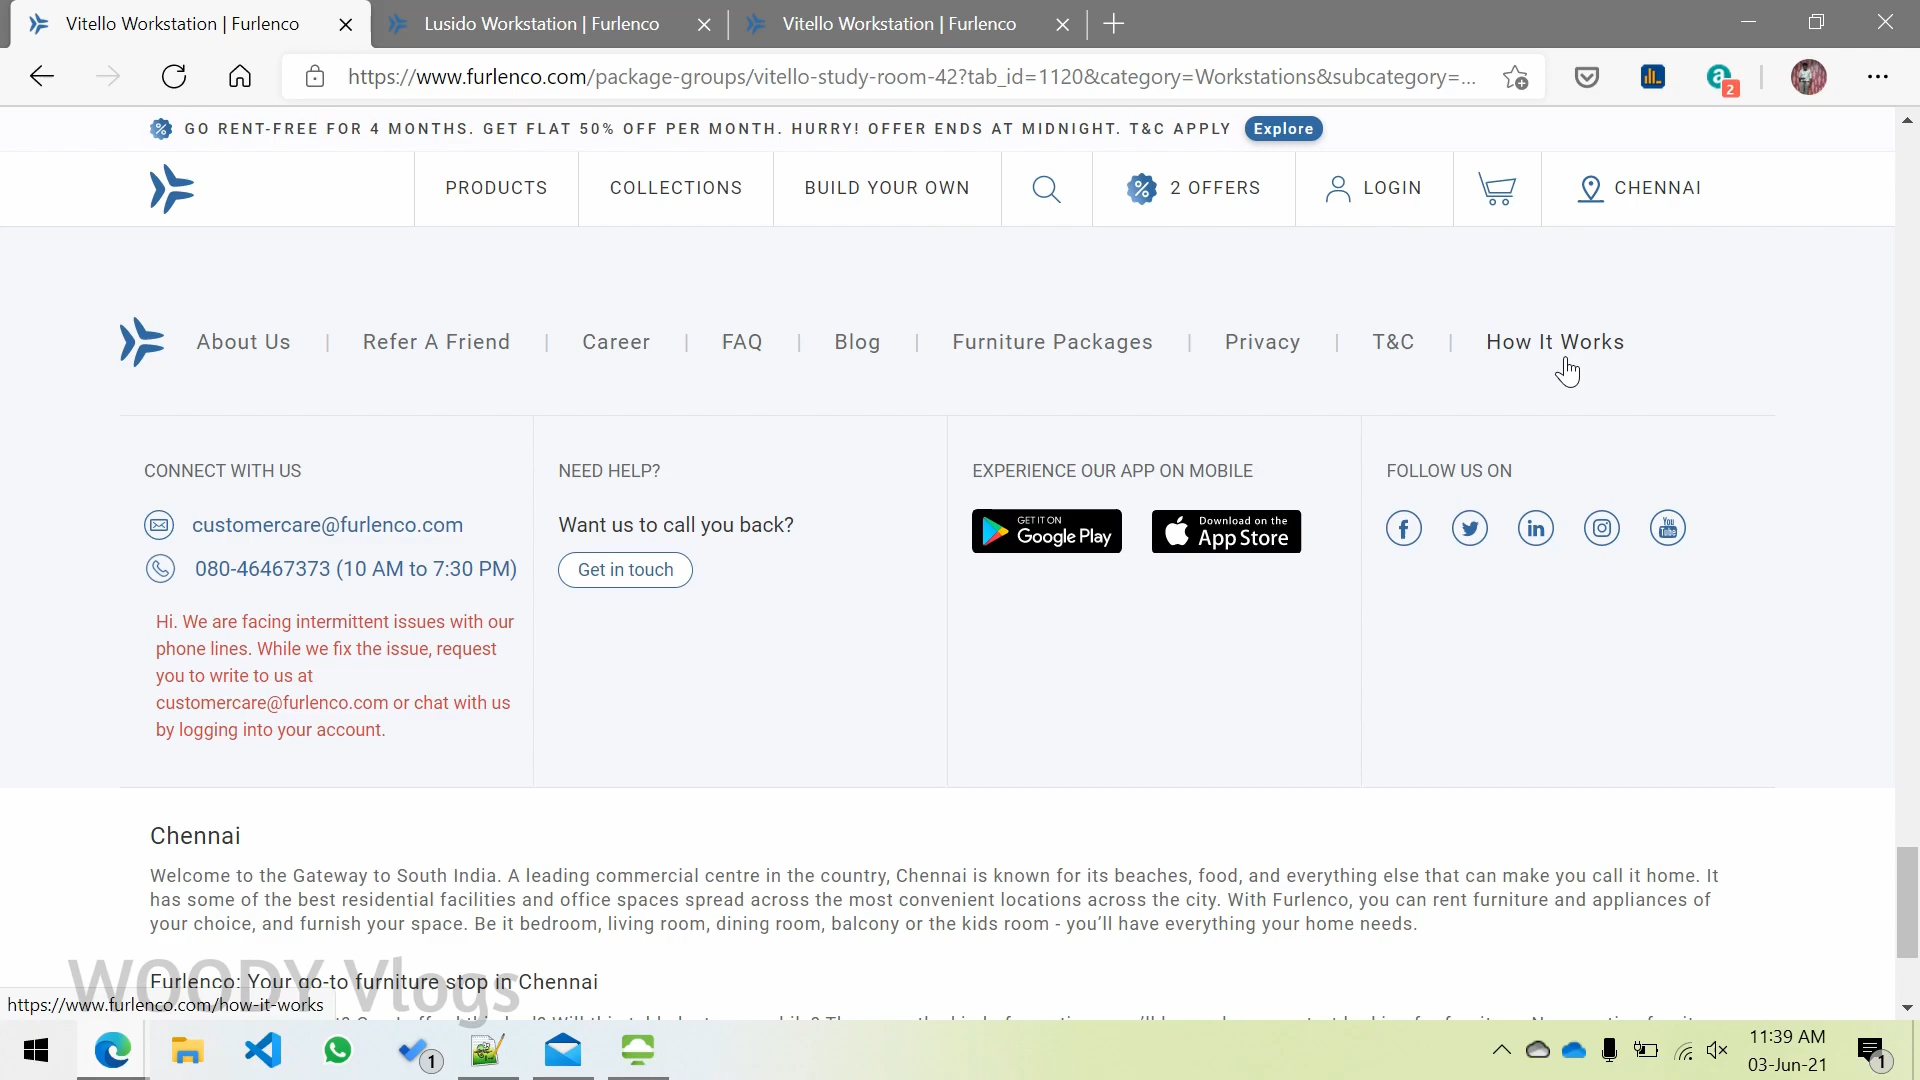 Vitello Workstation | Furlenco
Lusido Workstation | Furlenco
Vitello Workstation | Furlenco
https://www.furlenco.com/package-groups/vitello-study-room-42?tab_id=1120&category=Workstations&subcategory=...
2
GO RENT-FREE FOR 4 MONTHS. GET FLAT 50% OFF PER MONTH. HURRY! OFFER ENDS AT MIDNIGHT. T&C APPLY
Explore
PRODUCTS
COLLECTIONS
BUILD YOUR OWN
2 OFFERS
LOGIN
CHENNAI
About Us | Refer A Friend | Career | FAQ | Blog | Furniture Packages | Privacy | T&C | How It Works
CONNECT WITH US
customercare@furlenco.com
080-46467373 (10 AM to 7:30 PM)
Hi. We are facing intermittent issues with our
phone lines. While we fix the issue, request
you to write to us at
customercare@furlenco.com or chat with us
by logging into your account.
NEED HELP?
Want us to call you back?
Get in touch
EXPERIENCE OUR APP ON MOBILE
GET IT ON
Google Play
Download on the
App Store
FOLLOW US ON
You
Tube
Chennai
Welcome to the Gateway to South India. A leading commercial centre in the country, Chennai is known for its beaches, food, and everything else that can make you call it home. It
has some of the best residential facilities and office spaces spread across the most convenient locations across the city. With Furlenco, you can rent furniture and appliances of
your choice, and furnish your space. Be it bedroom, living room, dining room, balcony or the kids room - you'll have everything your home needs.
Furlenco: Your go-to furniture stop in Chennai
WOODY Vlogs
https://www.furlenco.com/how-it-works
1
11:39 AM
03-Jun-21
1